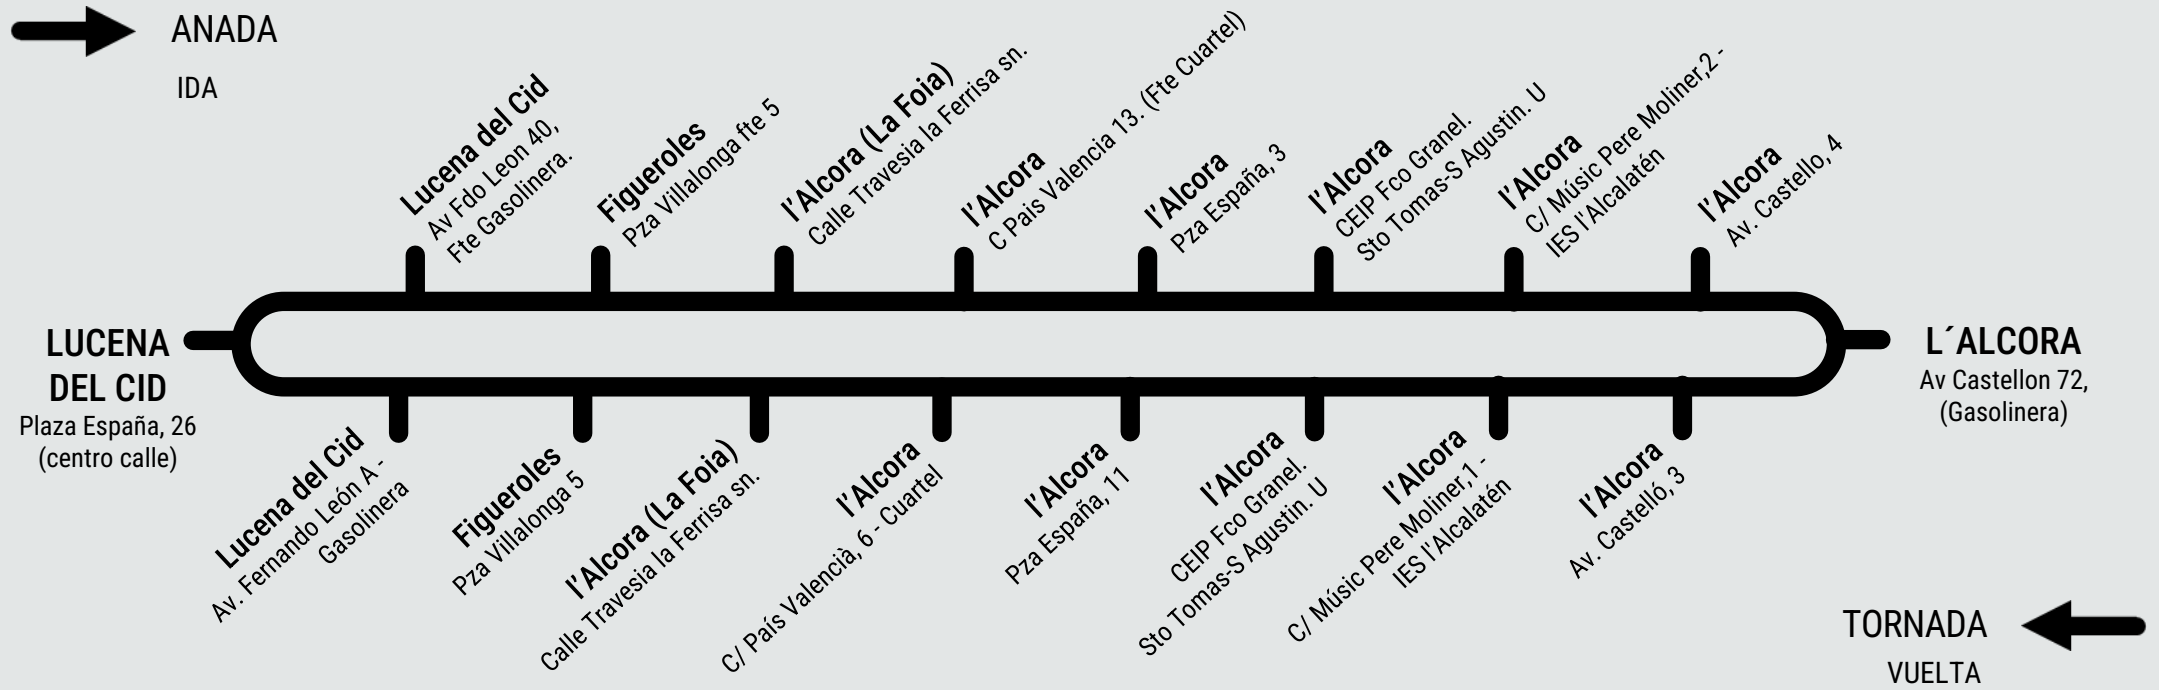 ANADA
IDA
Lucena del Cid
Av Fdo Leon 40,
Fte Gasolinera.
Figueroles
Pza Villalonga fte 5
l'Alcora (La Foia)
Calle Travesia la Ferrisa sn.
l'Alcora
C Pais Valencia 13. (Fte Cuartel)
l'Alcora
Pza España, 3
l'Alcora
CEIP Fco Granel.
Sto Tomas-S Agustin. U
l'Alcora
C/ Músic Pere Moliner,2 -
IES l'Alcalatén
l'Alcora
Av. Castello, 4
LUCENA
DEL CID
Plaza España, 26
(centro calle)
L´ALCORA
Av Castellon 72,
(Gasolinera)
Lucena del Cid
Av. Fernando León A -
Gasolinera
Figueroles
Pza Villalonga 5
l'Alcora (La Foia)
Calle Travesia la Ferrisa sn.
l'Alcora
C/ País Valencià, 6 - Cuartel
l'Alcora
Pza España, 11
l'Alcora
CEIP Fco Granel.
Sto Tomas-S Agustin. U
l'Alcora
C/ Músic Pere Moliner,1 -
IES l'Alcalatén
l'Alcora
Av. Castelló, 3
TORNADA
VUELTA